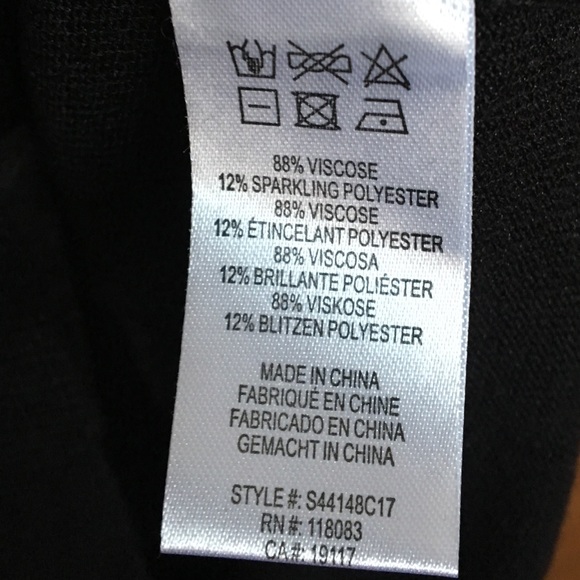 88% VISCOSE
12% SPARKLING POLYESTER
88% VISCOSE
12% ÉTINCELANT POLYESTER
88% VISCOSA
12% BRILLANTE POLIÉSTER
88% VISKOSE
12% BLITZEN POLYESTER
MADE IN CHINA
FABRIQUÉ EN CHINE
FABRICADO EN CHINA
GEMACHT IN CHINA
STYLE #: S44148C17
RN #: 118083
CA #: 19117